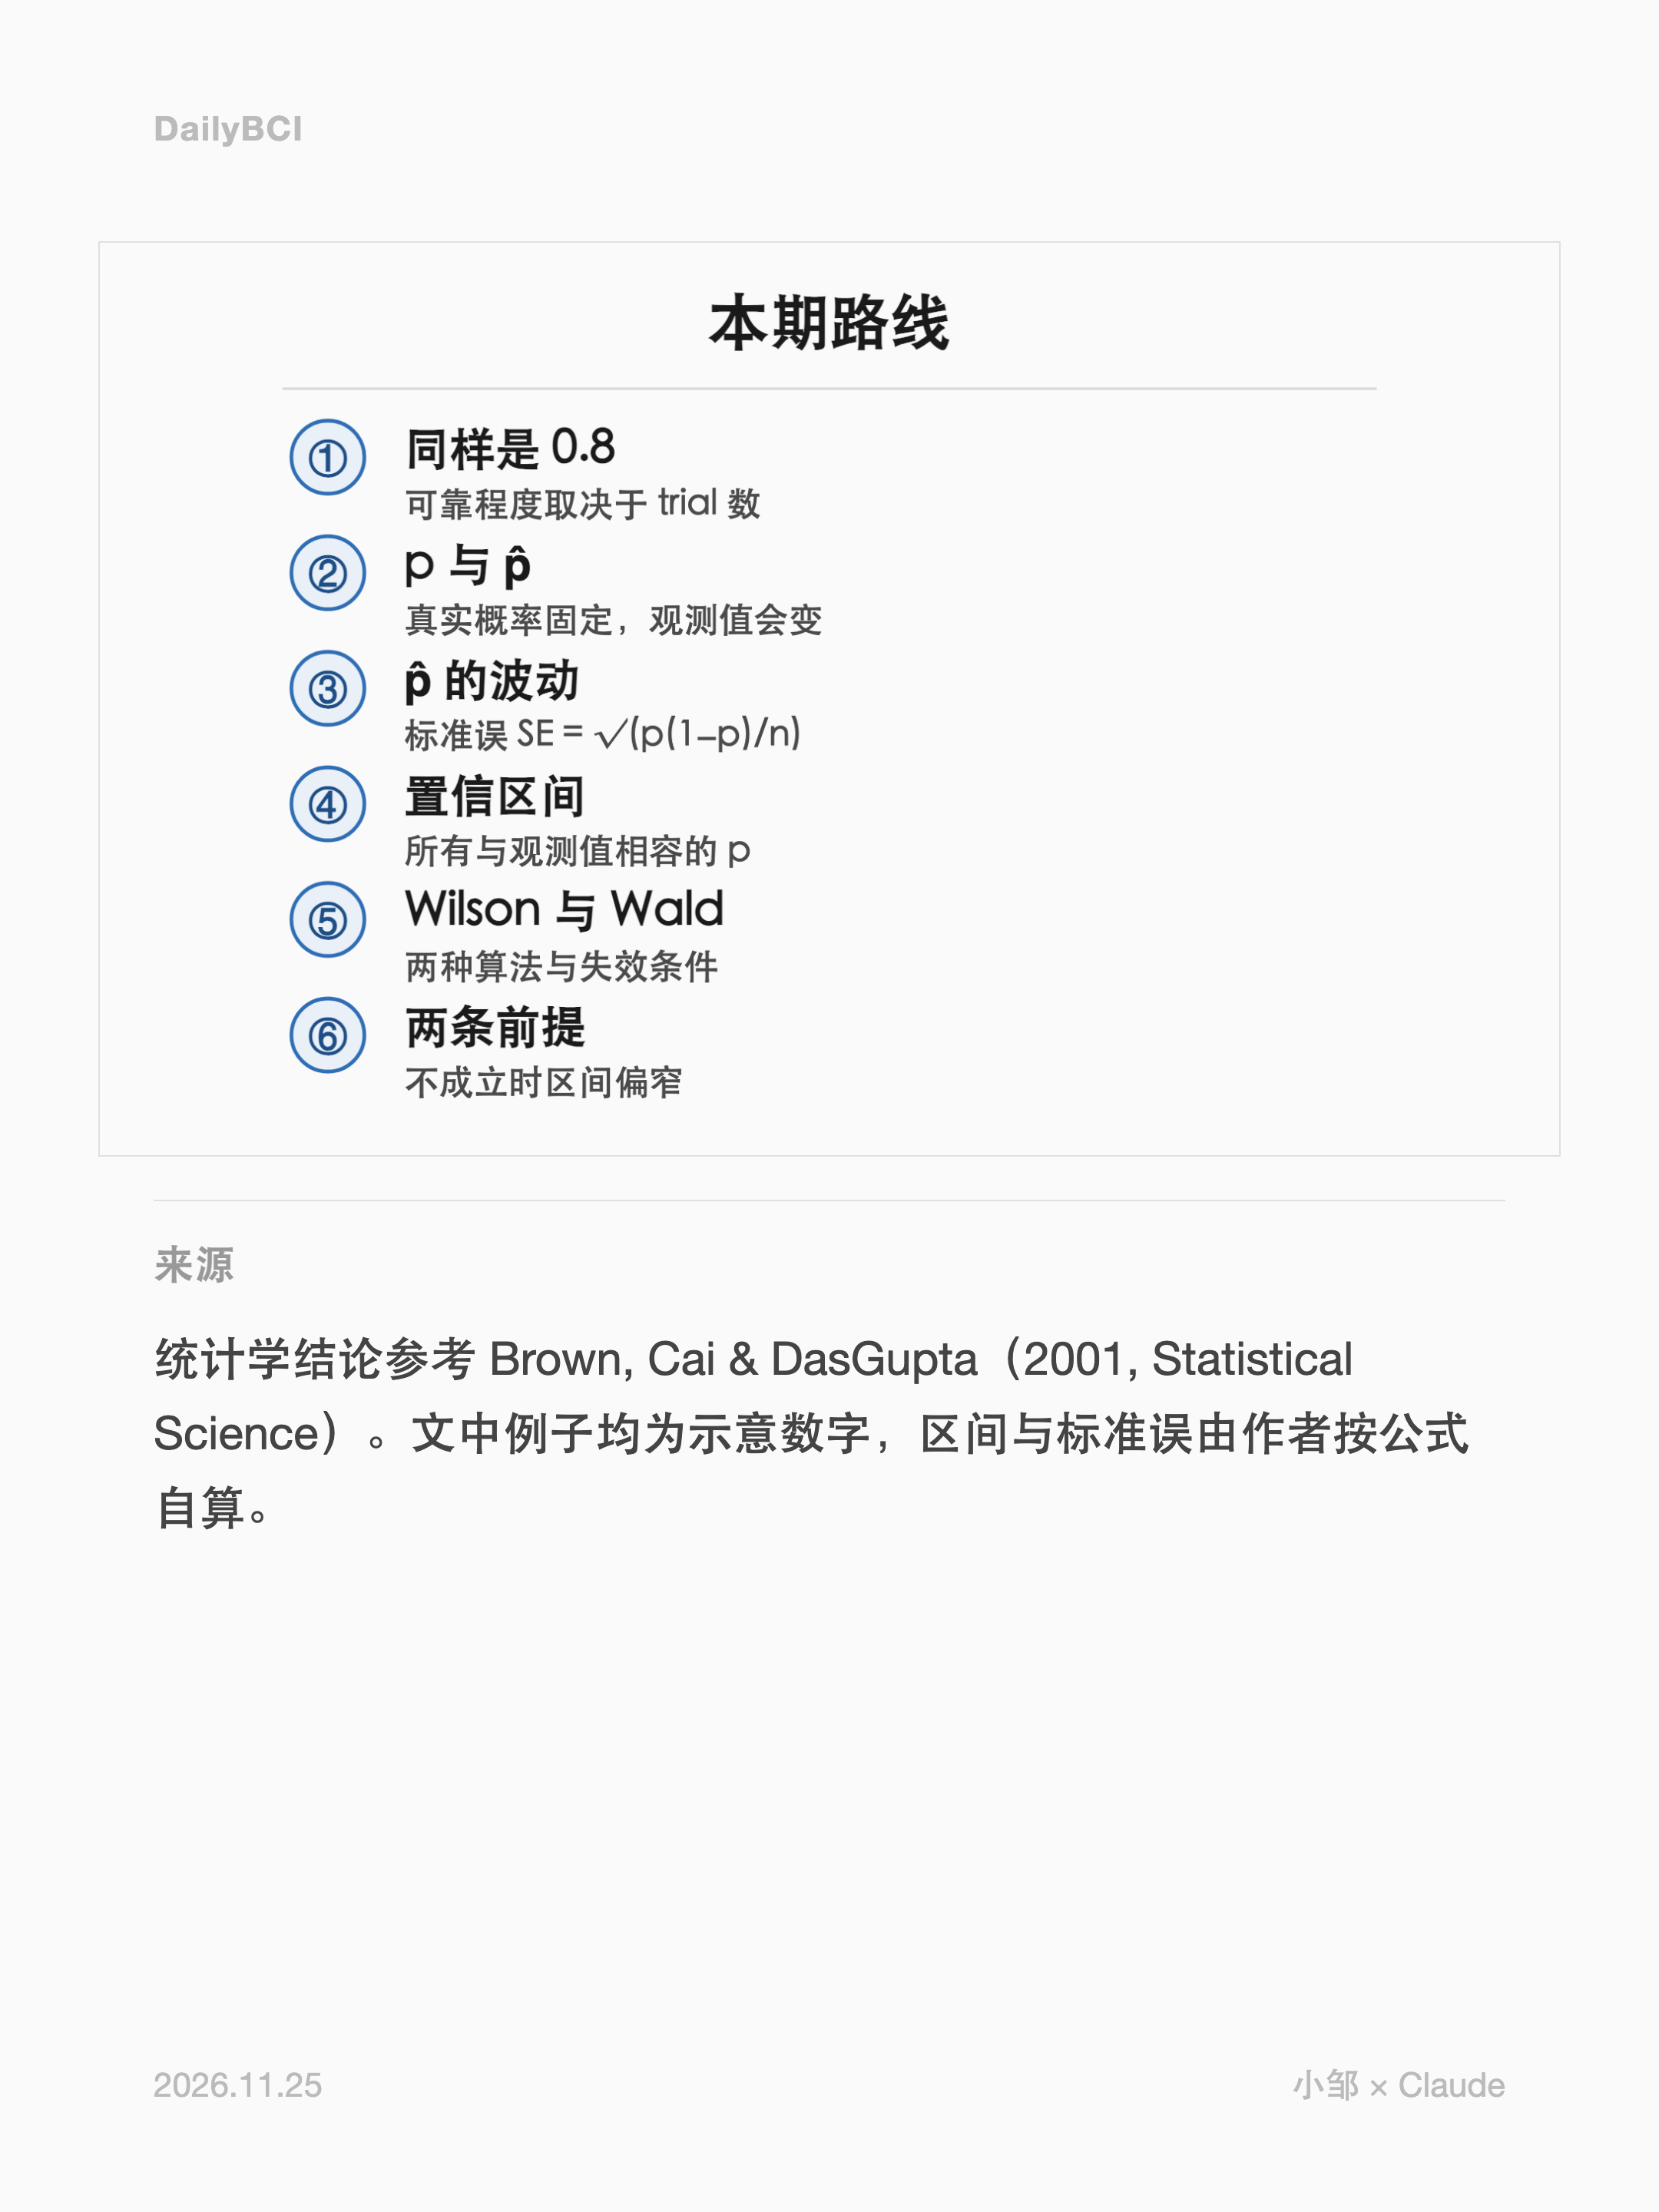 DailyBCI
本期路线
① 同样是 0.8
可靠程度取决于 trial 数
② p 与 p̂
真实概率固定，观测值会变
③ p̂ 的波动
标准误 SE = √(p(1−p)/n)
④ 置信区间
所有与观测值相容的 p
⑤ Wilson 与 Wald
两种算法与失效条件
⑥ 两条前提
不成立时区间偏窄
来源
统计学结论参考 Brown, Cai & DasGupta（2001, Statistical
Science）。文中例子均为示意数字，区间与标准误由作者按公式
自算。
2026.11.25
小邹 × Claude